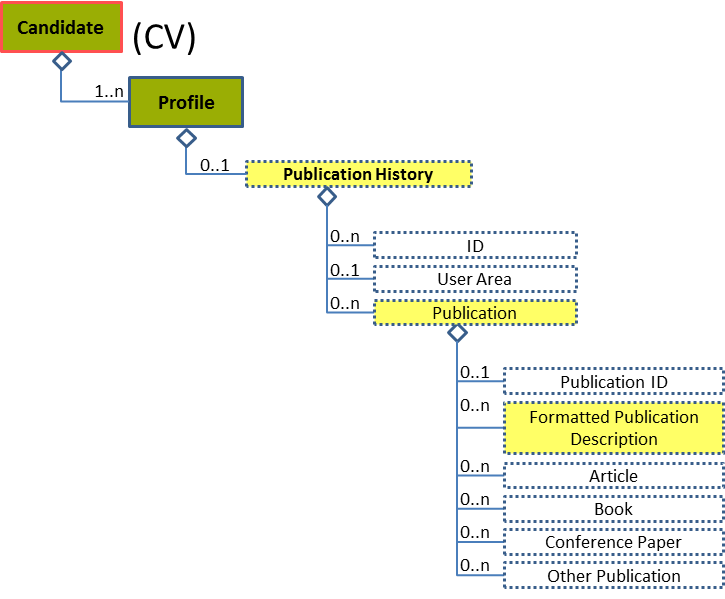 Candidate
(CV)
1..n
Profile
0..1
Publication History
0..n
ID
0..1
User Area
0..n
Publication
0..1
Publication ID
0..n
Formatted Publication
Description
0..n
Article
0..n
Book
0..n
Conference Paper
0..n
Other Publication